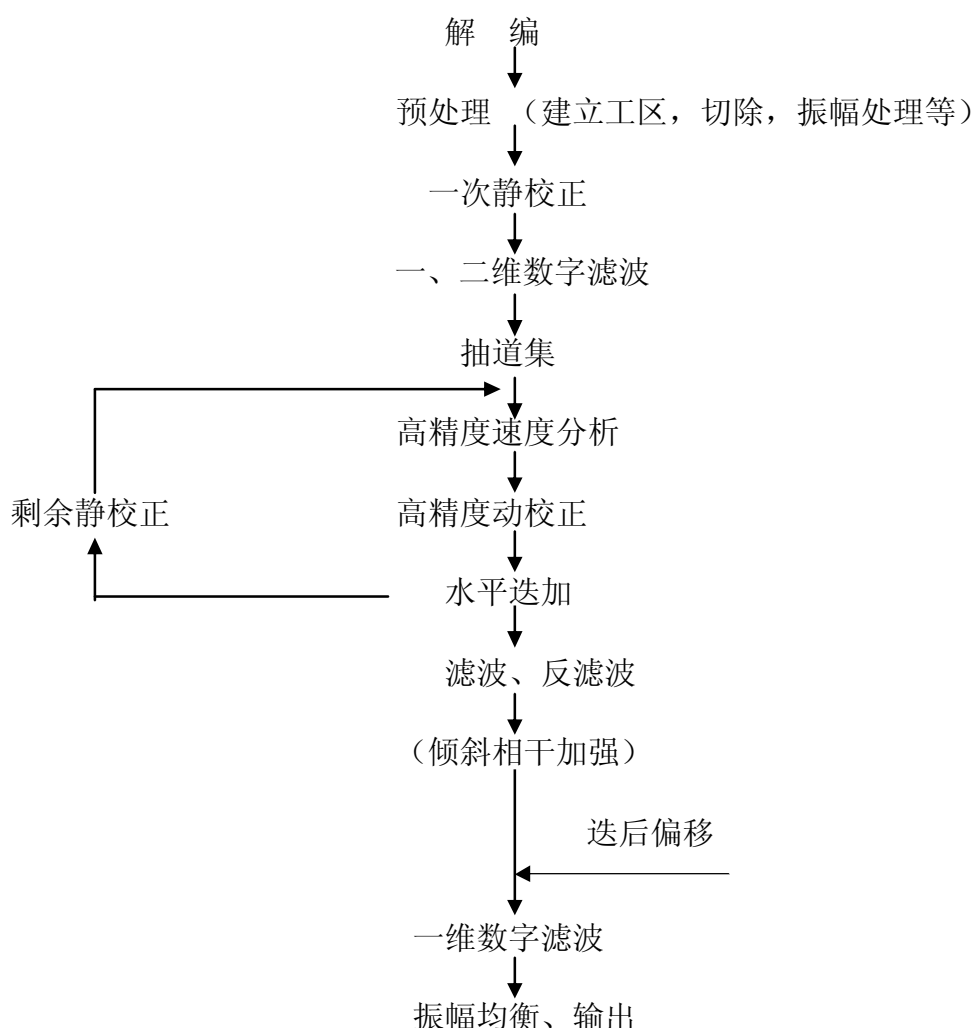 解 编
预处理 （建立工区，切除，振幅处理等）
一次静校正
一、二维数字滤波
抽道集
高精度速度分析
剩余静校正
高精度动校正
水平迭加
滤波、反滤波
（倾斜相干加强）
迭后偏移
一维数字滤波
振幅均衡、输出